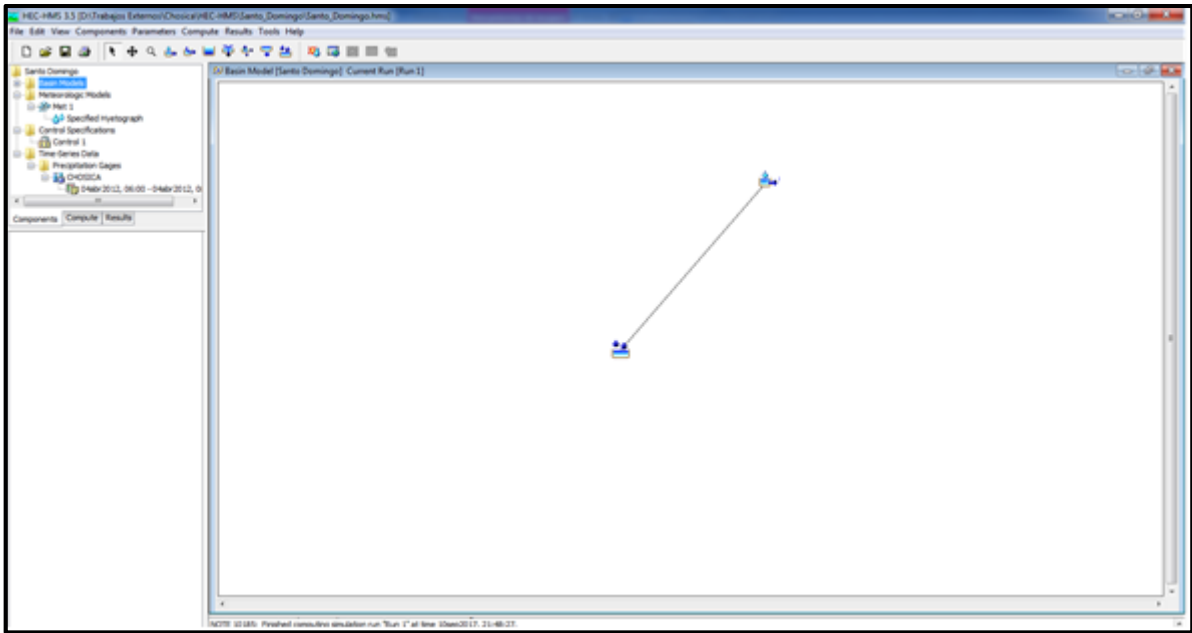 HEC-HMS 3.5 [D:\Trabajos Externos\Chosica\HEC-HMS\Santo_Domingo\Santo_Domingo.hms]
File Edit View Components Parameters Compute Results Tools Help
Santo Domingo
Basin Models
Meteorologic Models
Met 1
Specified Hyetograph
Control Specifications
Control 1
Time-Series Data
Precipitation Gages
CHOSICA
04abr2012, 06:00 - 04abr2012, 0
Components Compute Results
Basin Model [Santo Domingo] Current Run [Run 1]
NOTE 10185: Finished computing simulation run "Run 1" at time 10sep2017, 21:48:27.